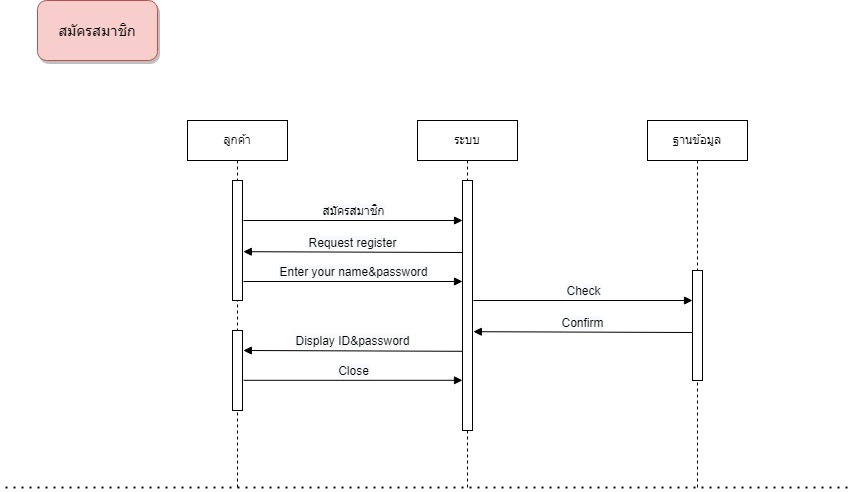 สมัครสมาชิก
ลูกค้า
ระบบ
ฐานข้อมูล
สมัครสมาชิก
Request register
Enter your name&password
Check
Confirm
Display ID&password
Close